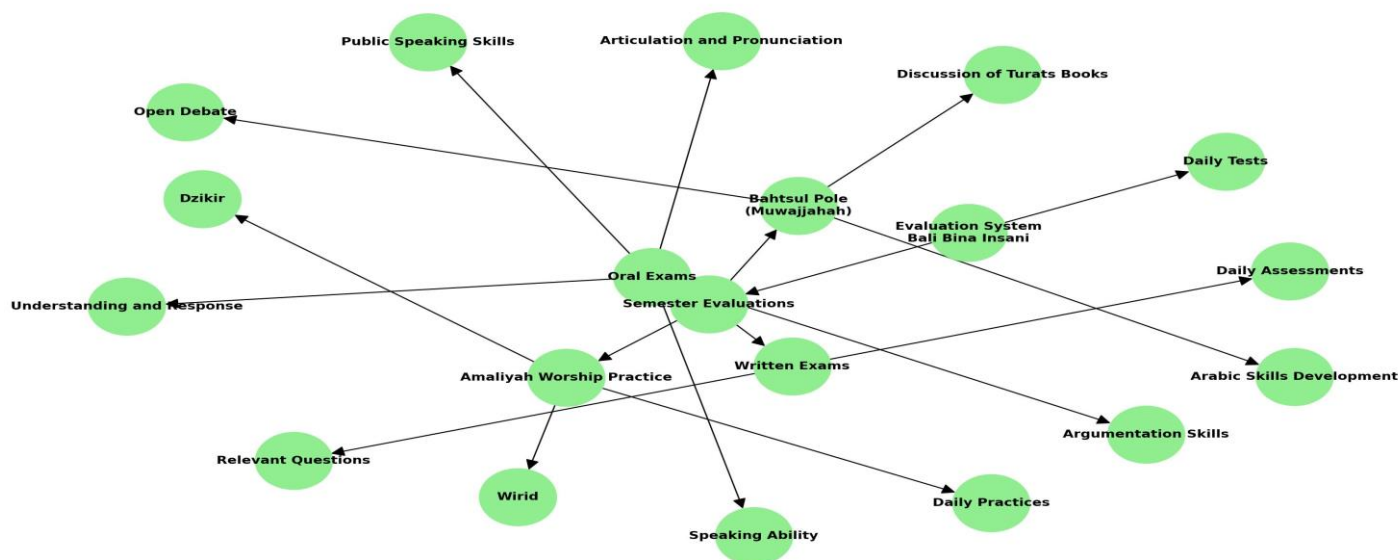 Public Speaking Skills
Articulation and Pronunciation
Discussion of Turats Books
Open Debate
Daily Tests
Dzikir
Bahtsul Pole
(Muwajjahah)
Evaluation System
Bali Bina Insani
Oral Exams
Daily Assessments
Semester Evaluations
Understanding and Response
Written Exams
Amaliyah Worship Practice
Arabic Skills Development
Argumentation Skills
Relevant Questions
Wirid
Daily Practices
Speaking Ability